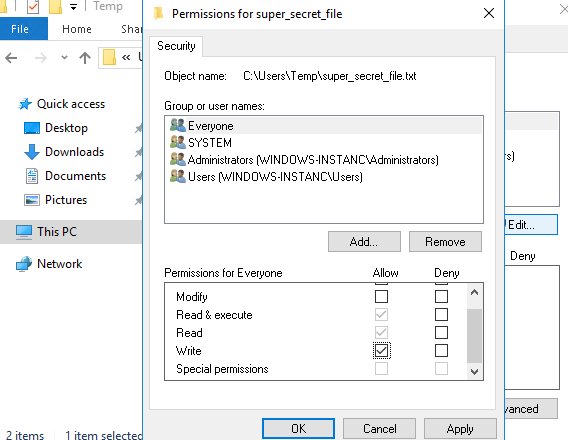 Temp
Permissions for super_secret_file
File
Home
Share
View
Security
Object name: C:\Users\Temp\super_secret_file.txt
Group or user names:
Everyone
SYSTEM
Administrators (WINDOWS-INSTANC\Administrators)
Users (WINDOWS-INSTANC\Users)
Add...
Remove
Permissions for Everyone
Allow
Deny
Modify
Read & execute
Read
Write
Special permissions
OK
Cancel
Apply
« U
Quick access
Desktop
Downloads
Documents
Pictures
This PC
Network
2 items
1 item selected
rs)
Edit...
Deny
vanced